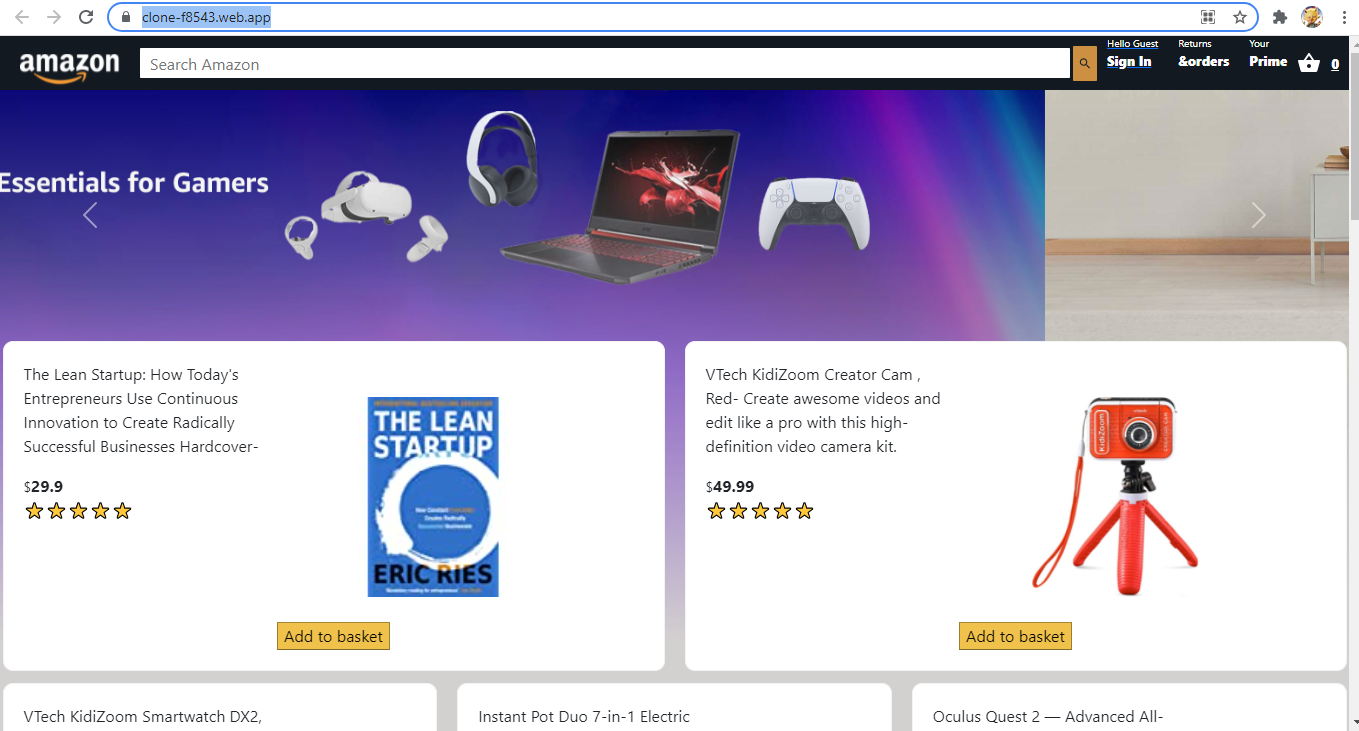 clone-f8543.web.app
amazon
Search Amazon
Hello Guest
Sign In
Returns
&orders
Your
Prime
0
Essentials for Gamers
The Lean Startup: How Today's
Entrepreneurs Use Continuous
Innovation to Create Radically
Successful Businesses Hardcover-
$29.9
THE LEAN
STARTUP
ERIC RIES
Add to basket
VTech KidiZoom Creator Cam ,
Red- Create awesome videos and
edit like a pro with this high-
definition video camera kit.
$49.99
KidiZoom
Add to basket
VTech KidiZoom Smartwatch DX2,
Instant Pot Duo 7-in-1 Electric
Oculus Quest 2 — Advanced All-